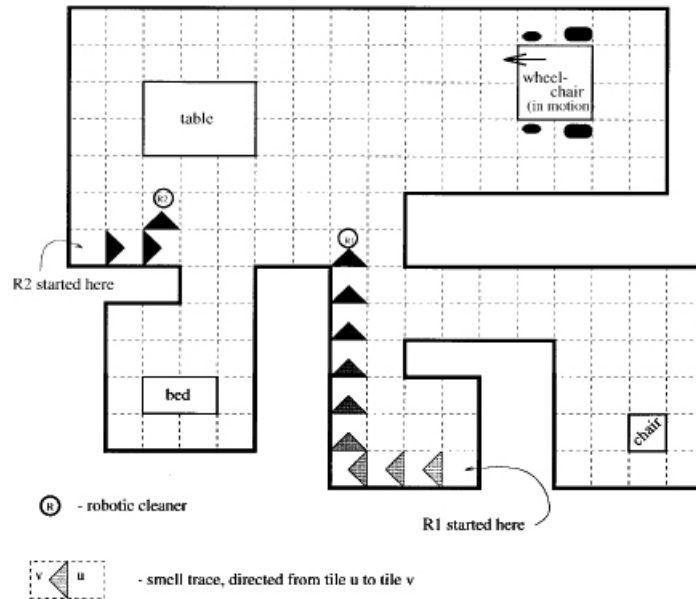 wheel-
chair
(in motion)
table
R2
R1
R2 started here
bed
chair
R - robotic cleaner
R1 started here
v u - smell trace, directed from tile u to tile v